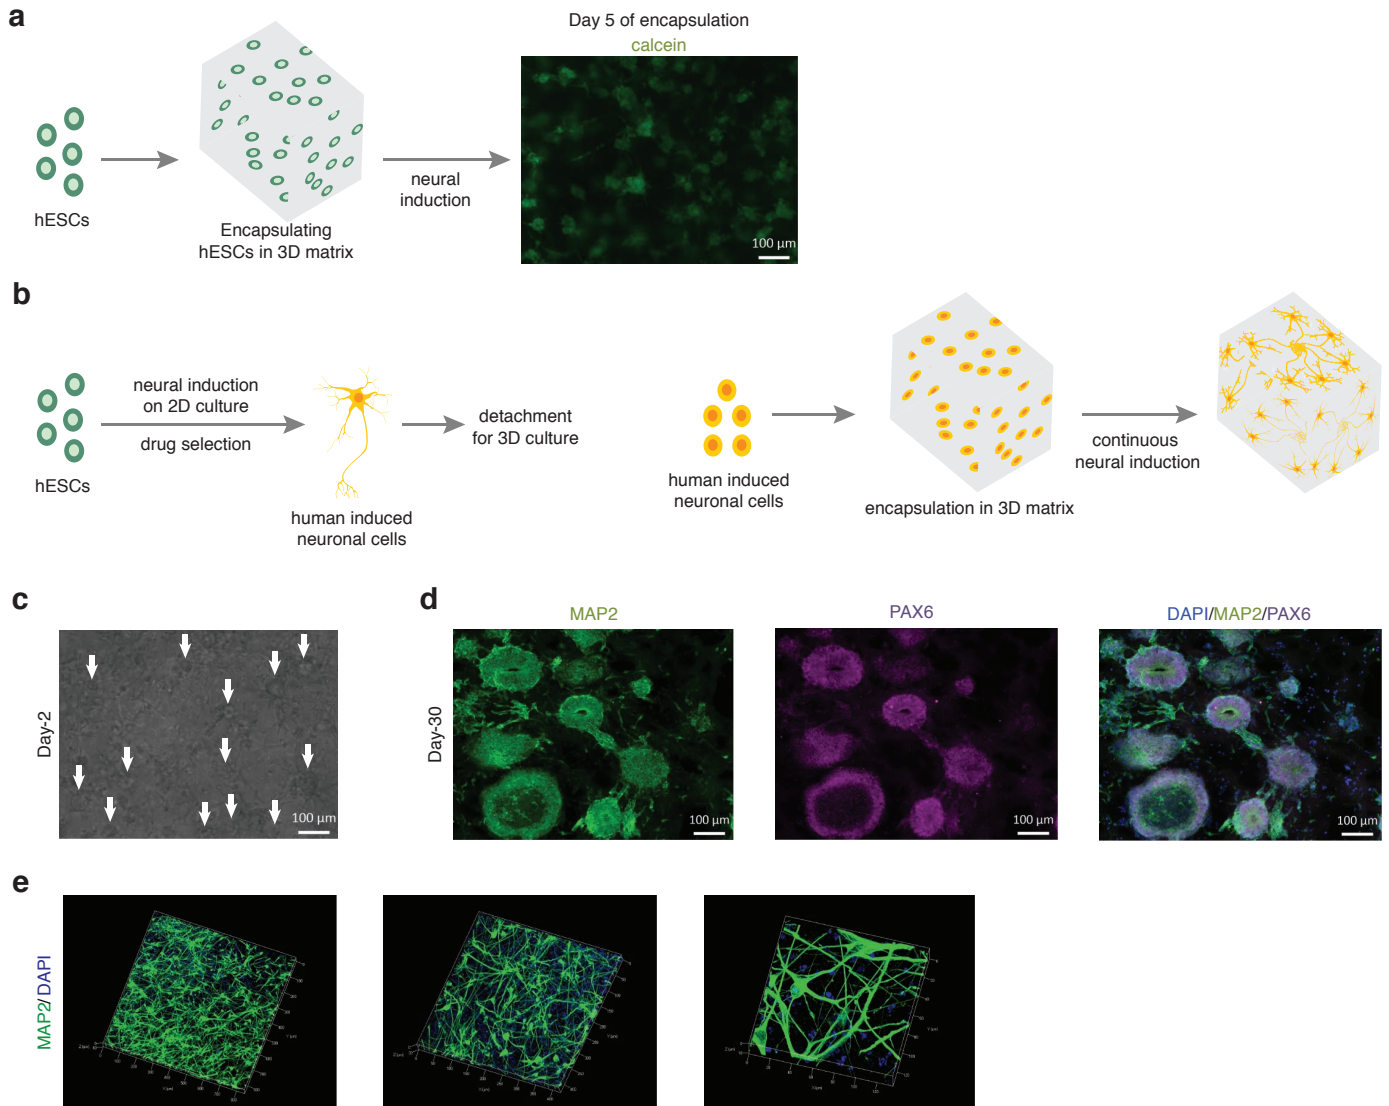 a
Day 5 of encapsulation
calcein
100 µm
hESCs
Encapsulating
hESCs in 3D matrix
neural
induction
b
neural induction
on 2D culture
drug selection
hESCs
human induced
neuronal cells
detachment
for 3D culture
human induced
neuronal cells
encapsulation in 3D matrix
continuous
neural induction
c
Day-2
100 µm
d
MAP2
PAX6
DAPI/MAP2/PAX6
Day-30
100 µm
100 µm
100 µm
e
MAP2/DAPI